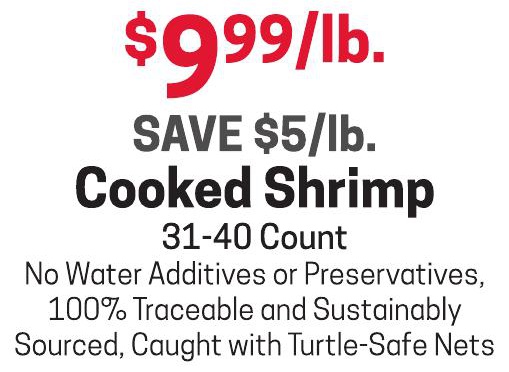 $9.99/lb.
SAVE $5/lb.
Cooked Shrimp
31-40 Count
No Water Additives or Preservatives,
100% Traceable and Sustainably
Sourced, Caught with Turtle-Safe Nets